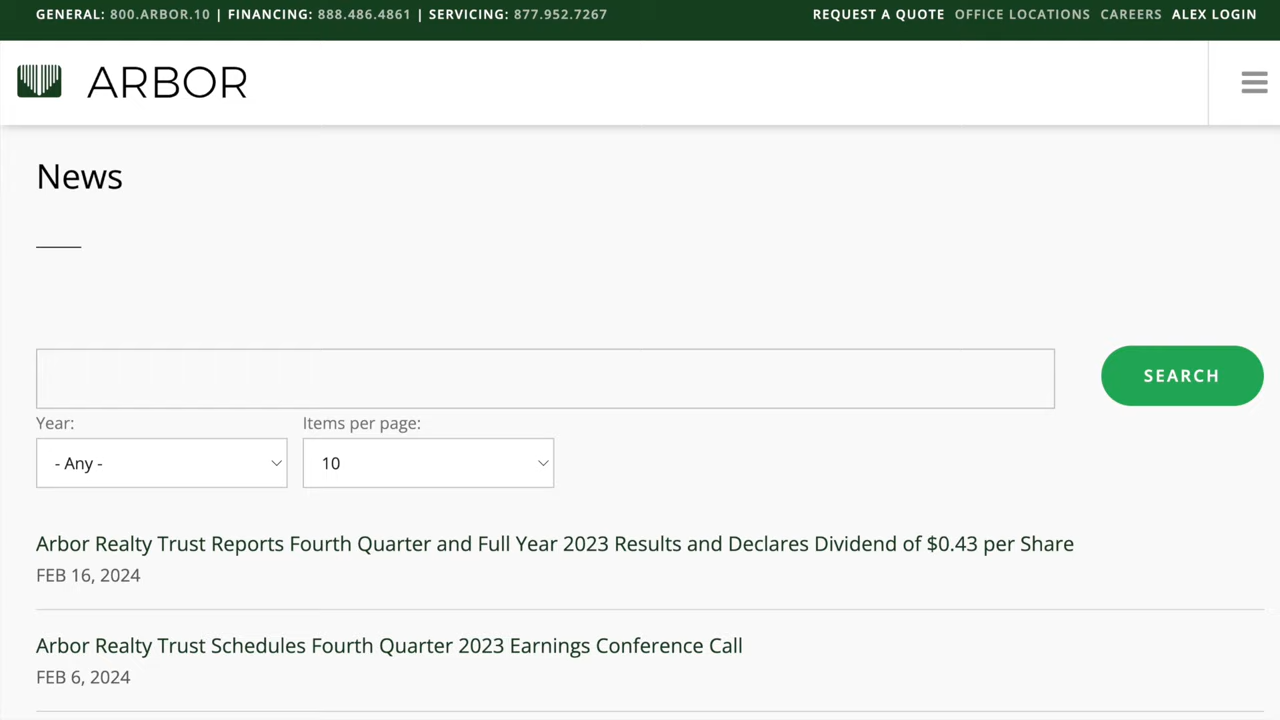 GENERAL: 800.ARBOR.10 | FINANCING: 888.486.4861 | SERVICING: 877.952.7267
REQUEST A QUOTE OFFICE LOCATIONS CAREERS ALEX LOGIN
ARBOR
News
SEARCH
Year:
Items per page:
- Any -
10
Arbor Realty Trust Reports Fourth Quarter and Full Year 2023 Results and Declares Dividend of $0.43 per Share
FEB 16, 2024
Arbor Realty Trust Schedules Fourth Quarter 2023 Earnings Conference Call
FEB 6, 2024